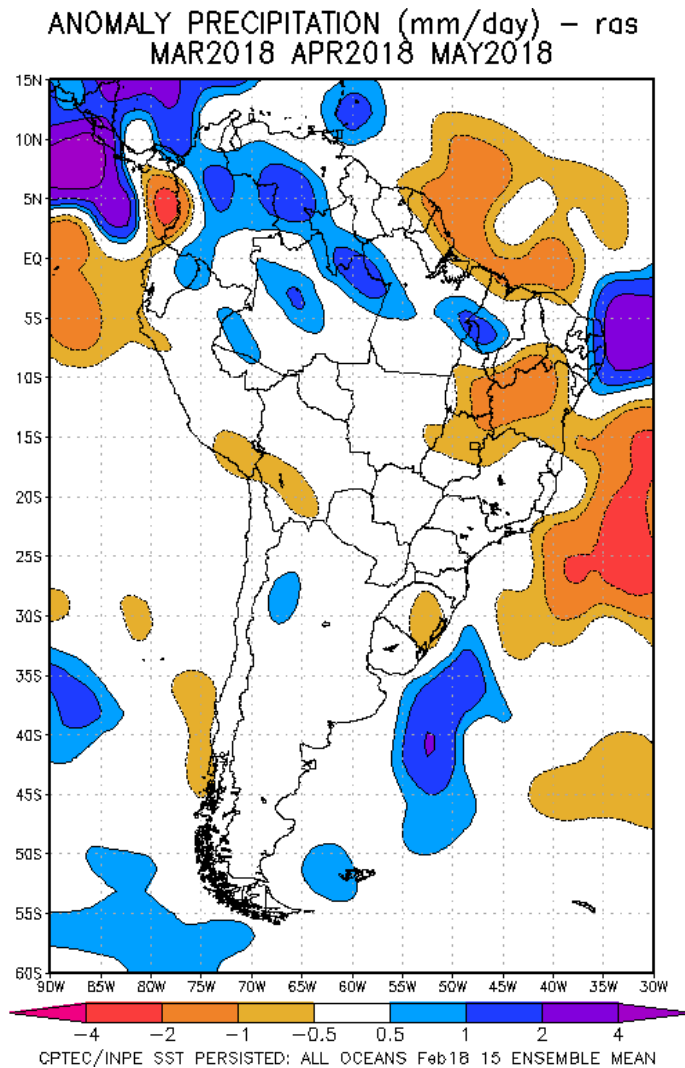 ANOMALY PRECIPITATION (mm/day) – ras
MAR2018 APR2018 MAY2018
15N
10N
5N
EQ
5S
10S
15S
20S
25S
30S
35S
40S
45S
50S
55S
60S
90W 85W 80W 75W 70W 65W 60W 55W 50W 45W 40W 35W 30W
−4 −2 −1 −0.5 0.5 1 2 4
CPTEC/INPE SST PERSISTED: ALL OCEANS Feb18 15 ENSEMBLE MEAN